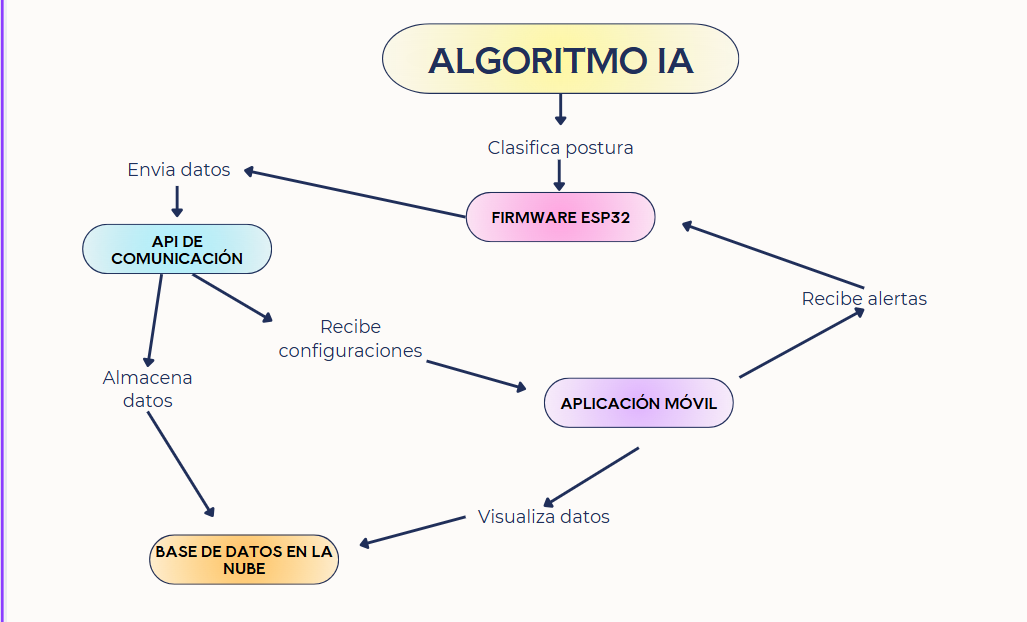 ALGORITMO IA
Clasifica postura
Envia datos
FIRMWARE ESP32
API DE
COMUNICACIÓN
Recibe alertas
Recibe
configuraciones
Almacena
datos
APLICACIÓN MÓVIL
Visualiza datos
BASE DE DATOS EN LA
NUBE